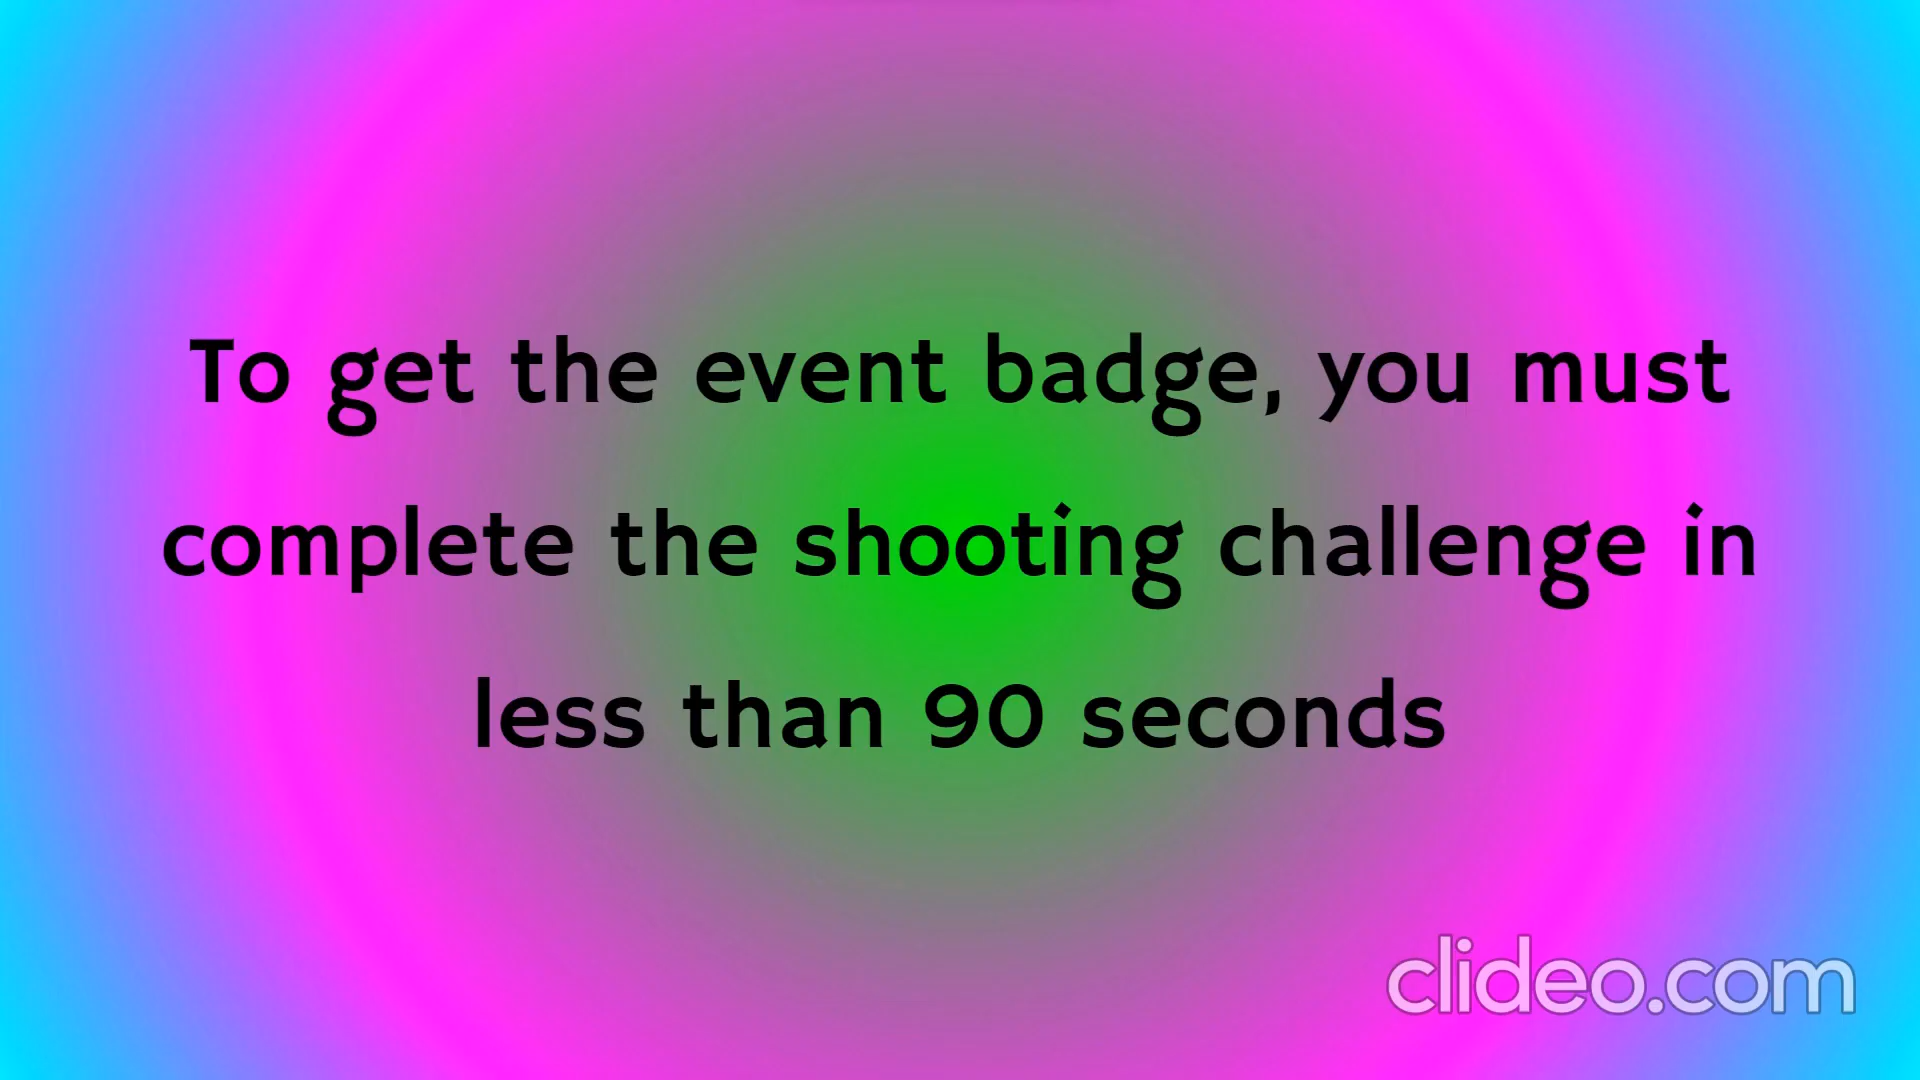 To get the event badge, you must
complete the shooting challenge in
less than 90 seconds
clideo.com